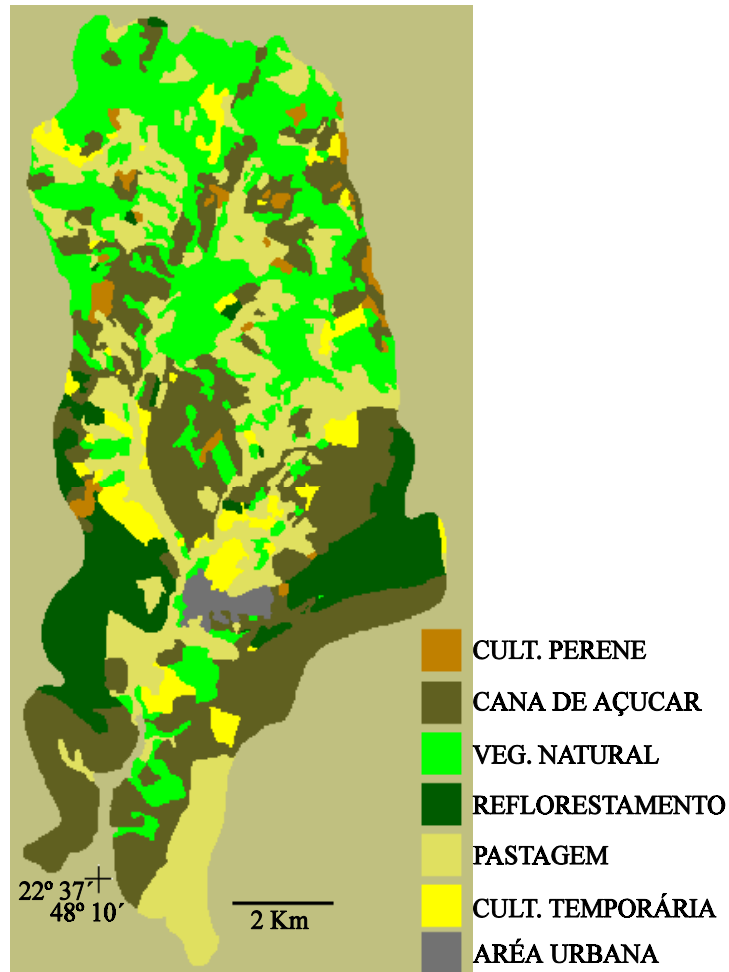 CULT. PERENE
CANA DE AÇUCAR
VEG. NATURAL
REFLORESTAMENTO
PASTAGEM
CULT. TEMPORÁRIA
ARÉA URBANA
22º 37´
48º 10´
2 Km